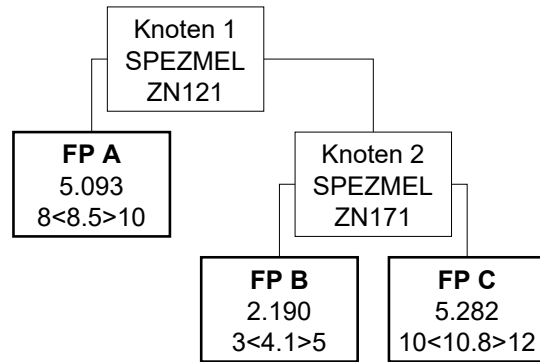 Knoten 1
SPEZMEL
ZN121
FP A
5.093
8<8.5>10
Knoten 2
SPEZMEL
ZN171
FP B
2.190
3<4.1>5
FP C
5.282
10<10.8>12